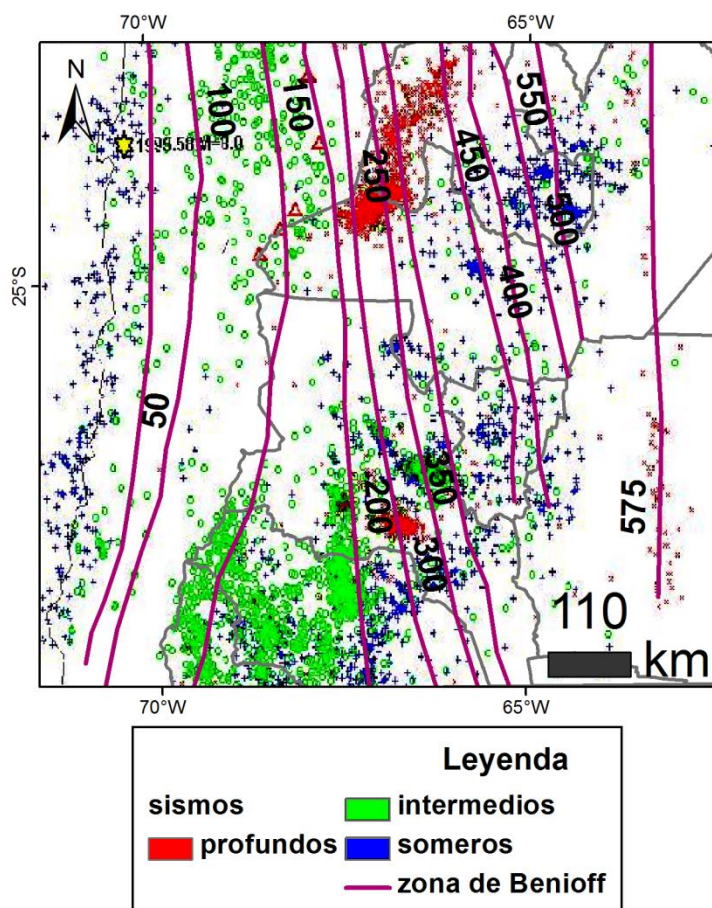 70°W 65°W
N
100
150
550
1995.58 M=8.0
450
250
500
25°S
400
50
350
200
575
300
110
km
70°W 65°W
Leyenda
sismos intermedios
profundos someros
zona de Benioff